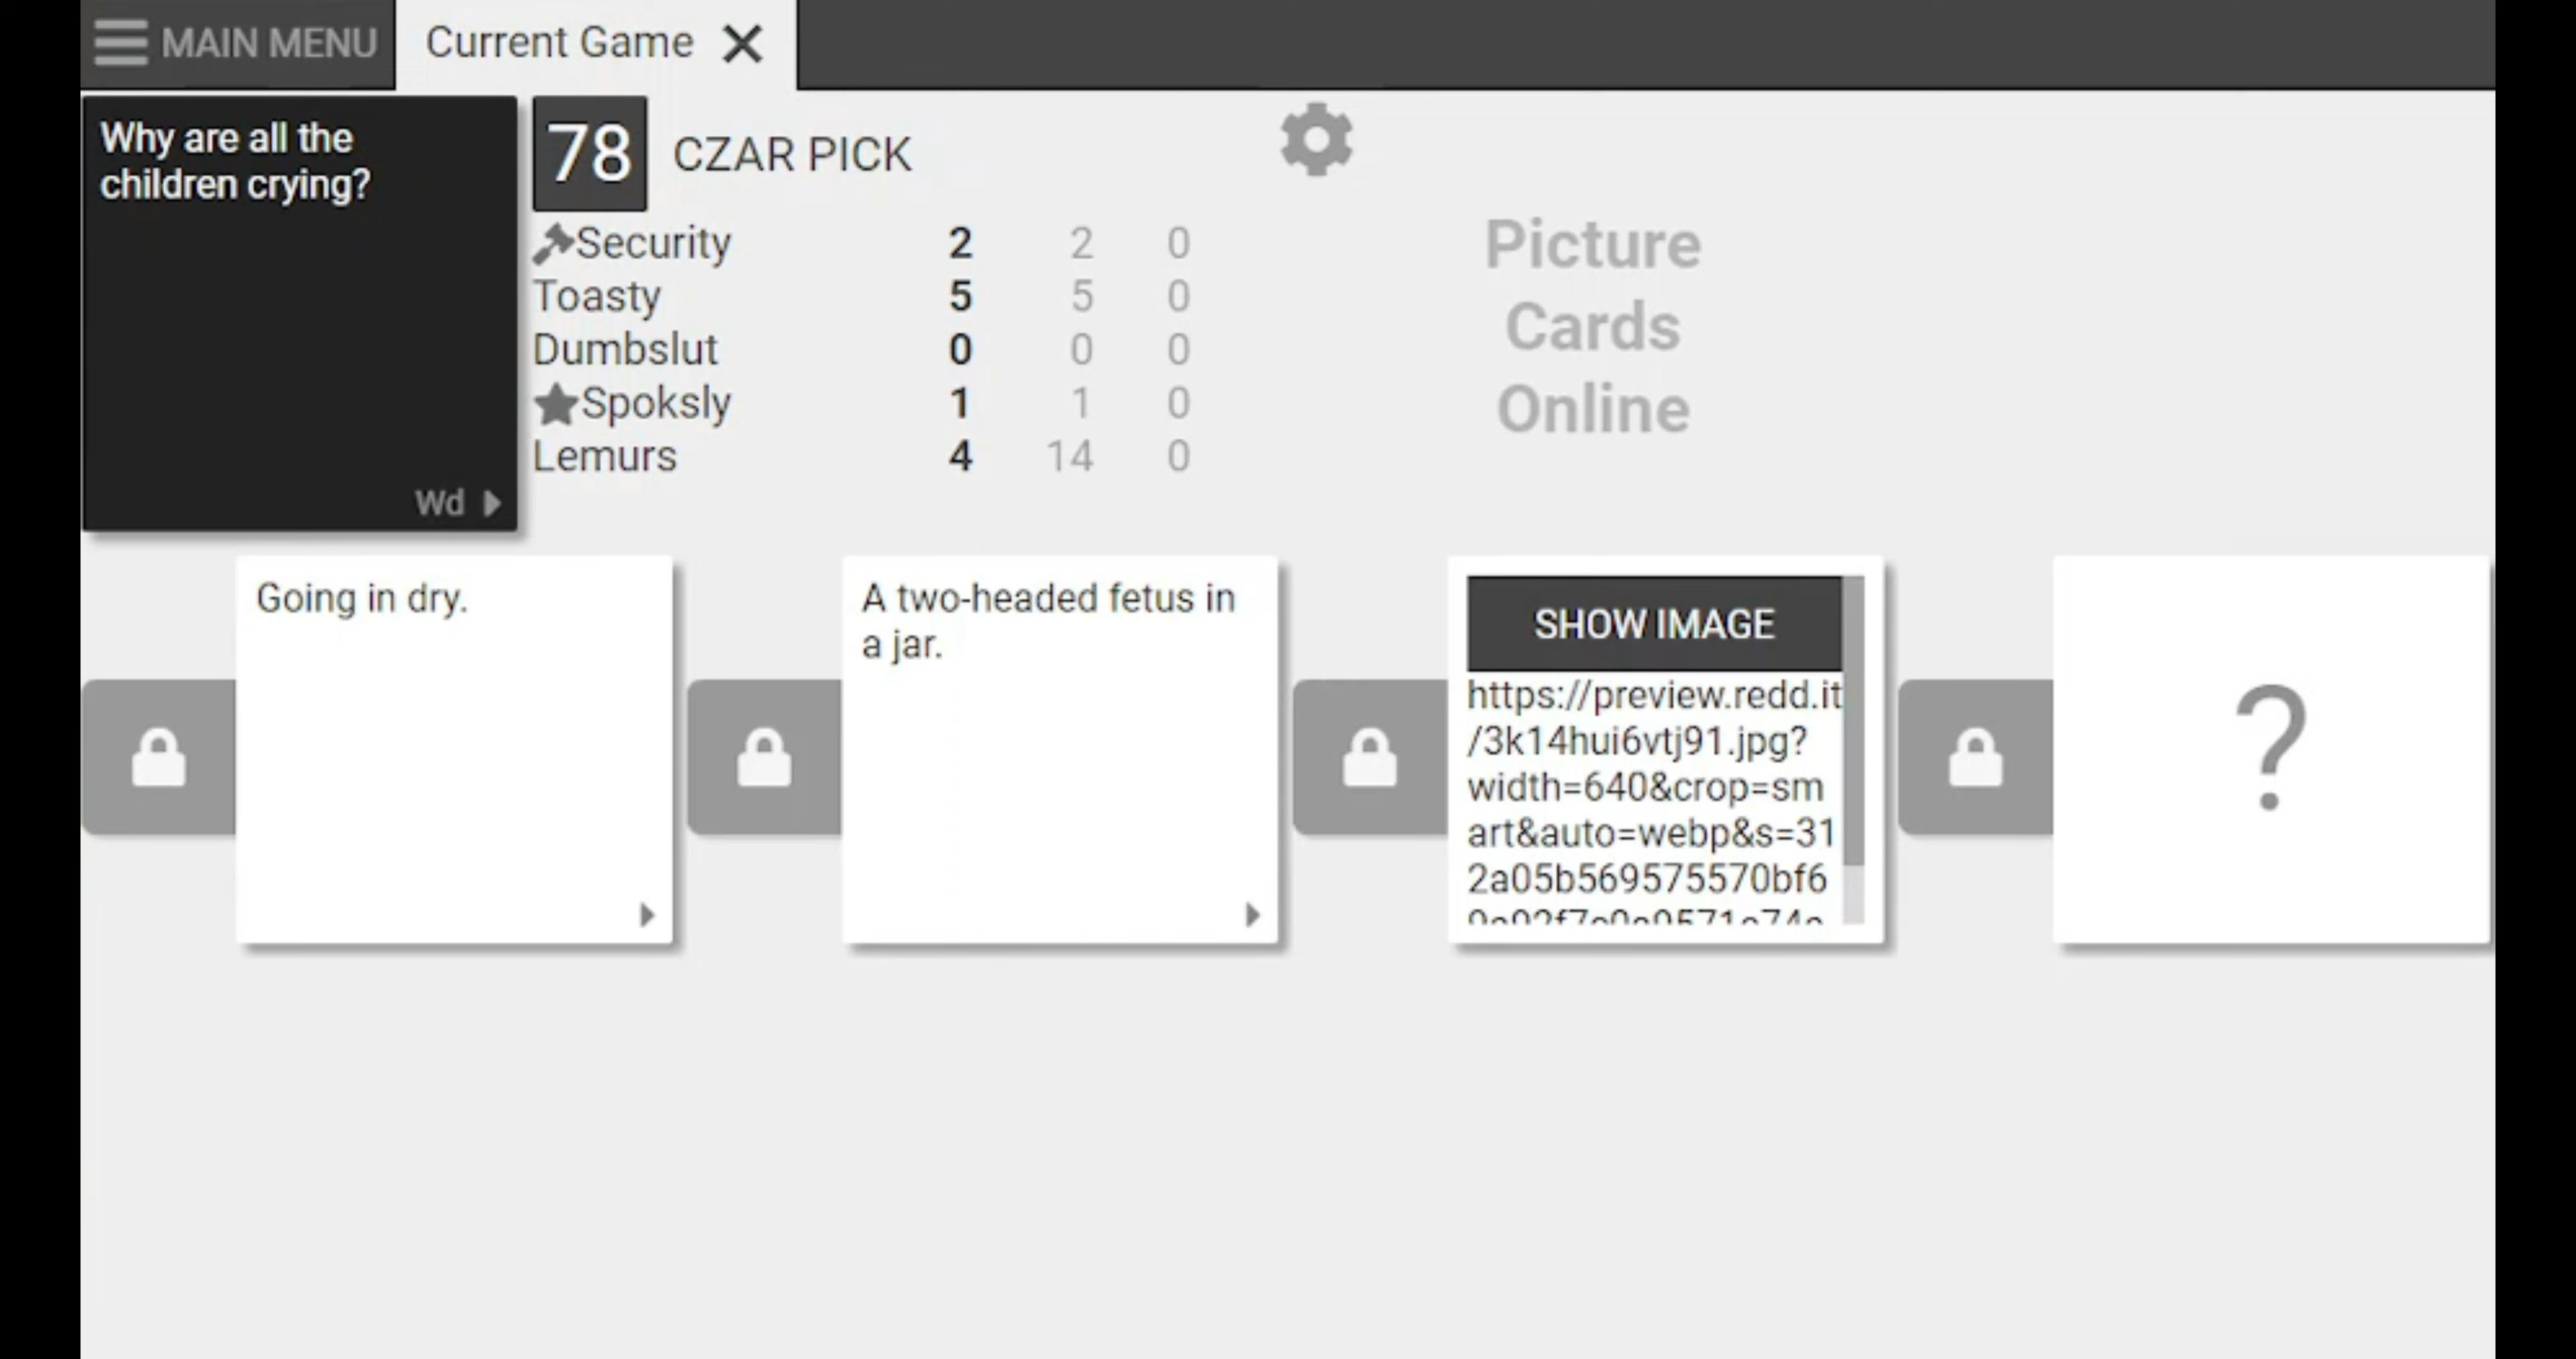 MAIN MENU
Current Game
Why are all the
children crying?
Wd
78 CZAR PICK
Security 2 2 0
Toasty 5 5 0
Dumbslut 0 0 0
Spoksly 1 1 0
Lemurs 4 14 0
Picture
Cards
Online
Going in dry.
A two-headed fetus in
a jar.
SHOW IMAGE
https://preview.redd.it
/3k14hui6vtj91.jpg?
width=640&crop=sm
art&auto=webp&s=31
2a05b569575570bf6
?